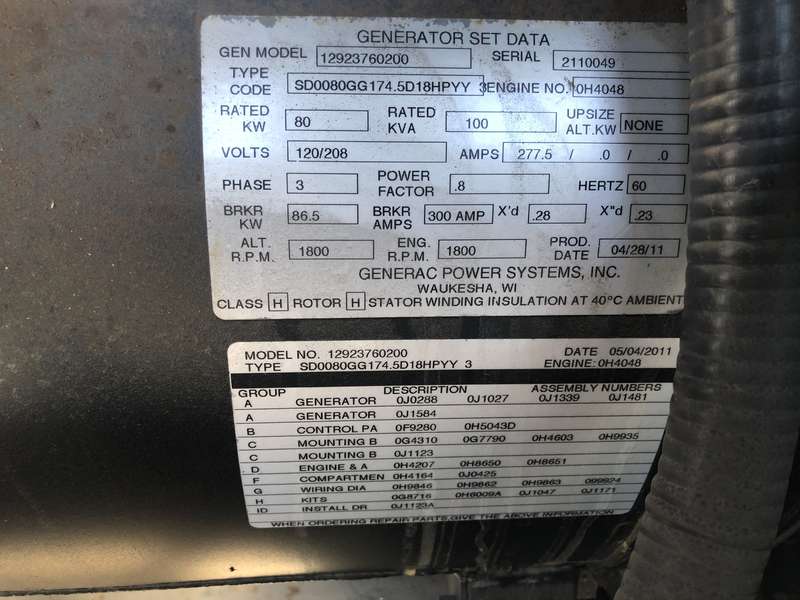 GENERATOR SET DATA
GEN MODEL 12923760200 SERIAL 2110049
TYPE CODE SD0080GG174.5D18HPYY 3 ENGINE NO. 0H4048
RATED KW 80 RATED KVA 100 UPSIZE ALT.KW NONE
VOLTS 120/208 AMPS 277.5 / .0 / .0
PHASE 3 POWER FACTOR .8 HERTZ 60
BRKR KW 86.5 BRKR AMPS 300 AMP X'd .28 X"d .23
ALT. R.P.M. 1800 ENG. R.P.M. 1800 PROD. DATE 04/28/11
GENERAC POWER SYSTEMS, INC.
WAUKESHA, WI
CLASS H ROTOR H STATOR WINDING INSULATION AT 40°C AMBIENT
MODEL NO. 12923760200 DATE 05/04/2011
TYPE SD0080GG174.5D18HPYY 3 ENGINE: 0H4048
GROUP DESCRIPTION ASSEMBLY NUMBERS
A GENERATOR 0J0288 0J1027 0J1339 0J1481
A GENERATOR 0J1584
B CONTROL PA 0F9280 0H5043D
C MOUNTING B 0G4310 0G7790 0H4603 0H9935
C MOUNTING B 0J1123
D ENGINE & A 0H4207 0H8650 0H8651
F COMPARTMEN 0H4164 0J0425
G WIRING DIA 0H9846 0H9862 0H9863 099924
H KITS 0G8716 0H6009A 0J1047 0J1171
ID INSTALL DR 0J1123A
WHEN ORDERING REPAIR PARTS,GIVE THE ABOVE INFORMATION